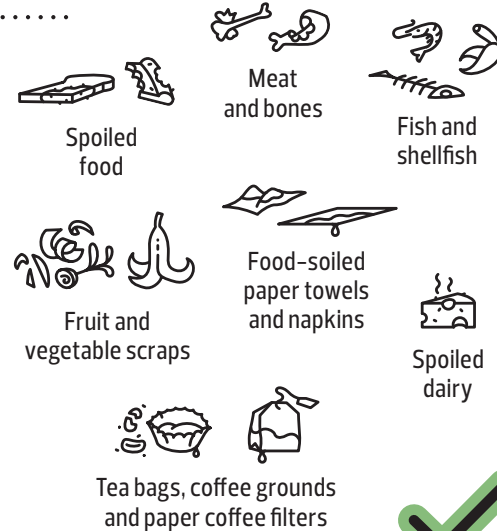 Meat
and bones
Fish and
shellfish
Spoiled
food
Food-soiled
paper towels
and napkins
Fruit and
vegetable scraps
Spoiled
dairy
Tea bags, coffee grounds
and paper coffee filters